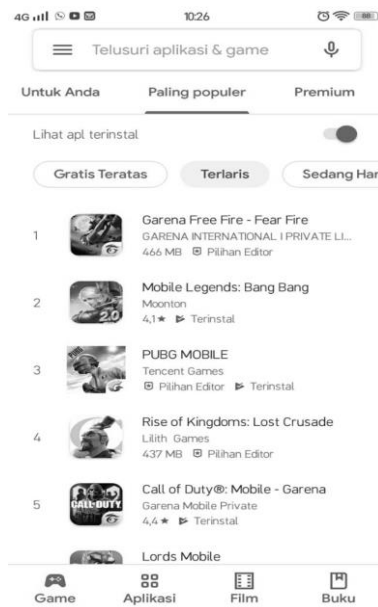 4G 10:26
Telusuri aplikasi & game
Untuk Anda Paling populer Premium
Lihat apl terinstal
Gratis Teratas Terlaris Sedang Har
1 Garena Free Fire - Fear Fire
GARENA INTERNATIONAL I PRIVATE LI...
466 MB Pilihan Editor
2 Mobile Legends: Bang Bang
Moonton
4,1★ Terinstal
2.0
3 PUBG MOBILE
Tencent Games
Pilihan Editor Terinstal
4 Rise of Kingdoms: Lost Crusade
Lilith Games
437 MB Pilihan Editor
5 Call of Duty®: Mobile - Garena
Garena Mobile Private
4,4★ Terinstal
CALL DUTY
Lords Mobile
Game Aplikasi Film Buku